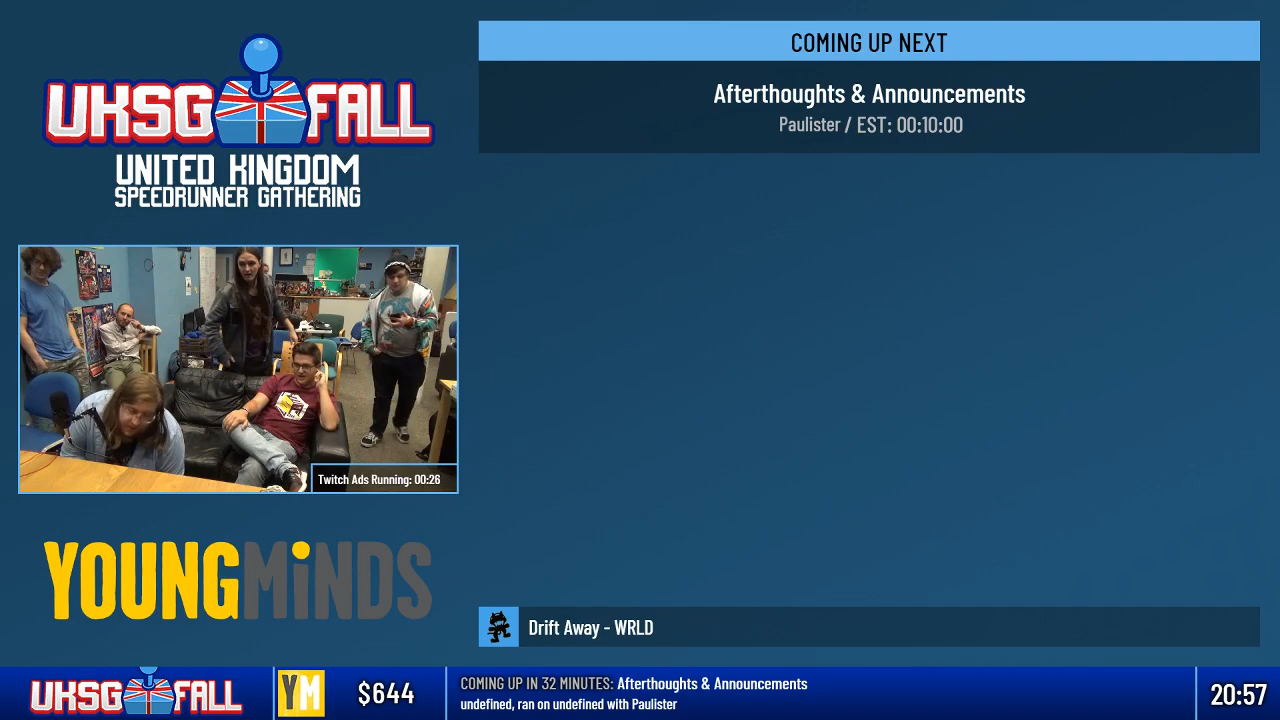 UKSG FALL
UNITED KINGDOM
SPEEDRUNNER GATHERING
COMING UP NEXT
Afterthoughts & Announcements
Paulister / EST: 00:10:00
Twitch Ads Running: 00:26
YOUNGMiNDS
Drift Away - WRLD
UKSG FALL
YM
$644
COMING UP IN 32 MINUTES: Afterthoughts & Announcements
undefined, ran on undefined with Paulister
20:57